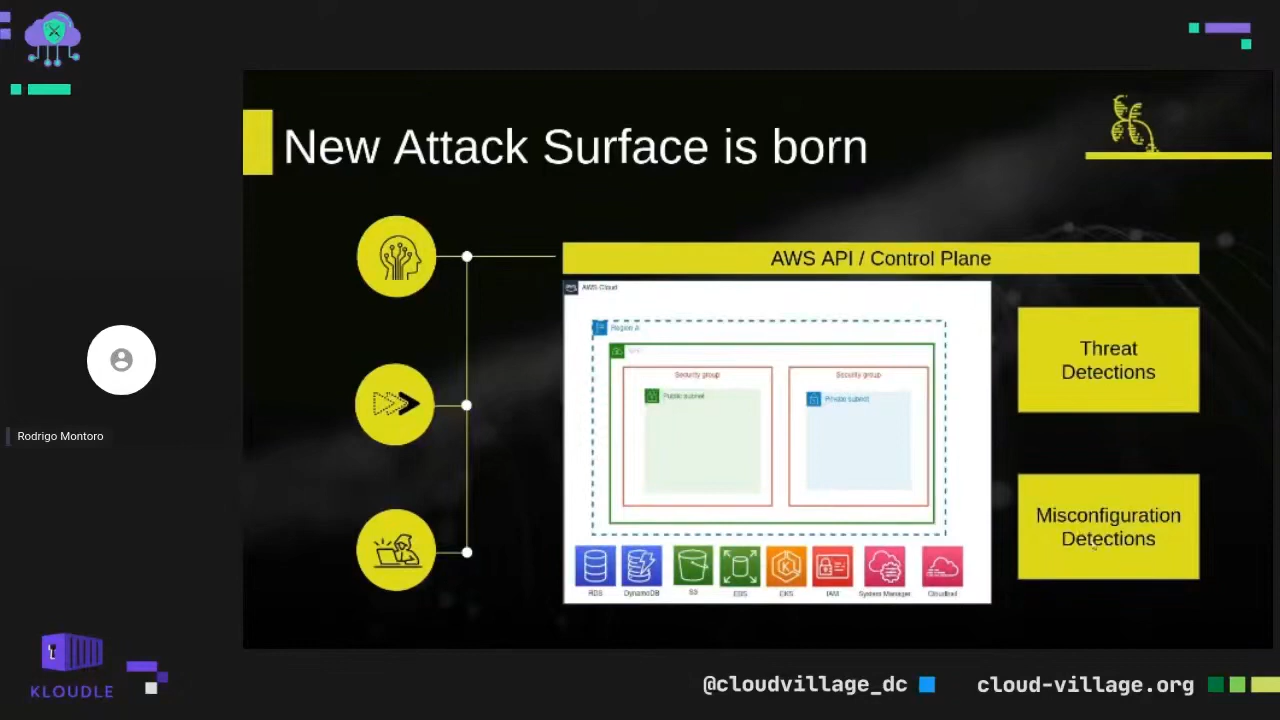 New Attack Surface is born
AWS API / Control Plane
AWS Cloud
Region A
Security group
Security group
Public subnet
Private subnet
Threat
Detections
Misconfiguration
Detections
RDS
DynamoDB
S3
EKS
IAM
System Manager
Rodrigo Montoro
KLOUDLE
@cloudvillage_dc
cloud-village.org